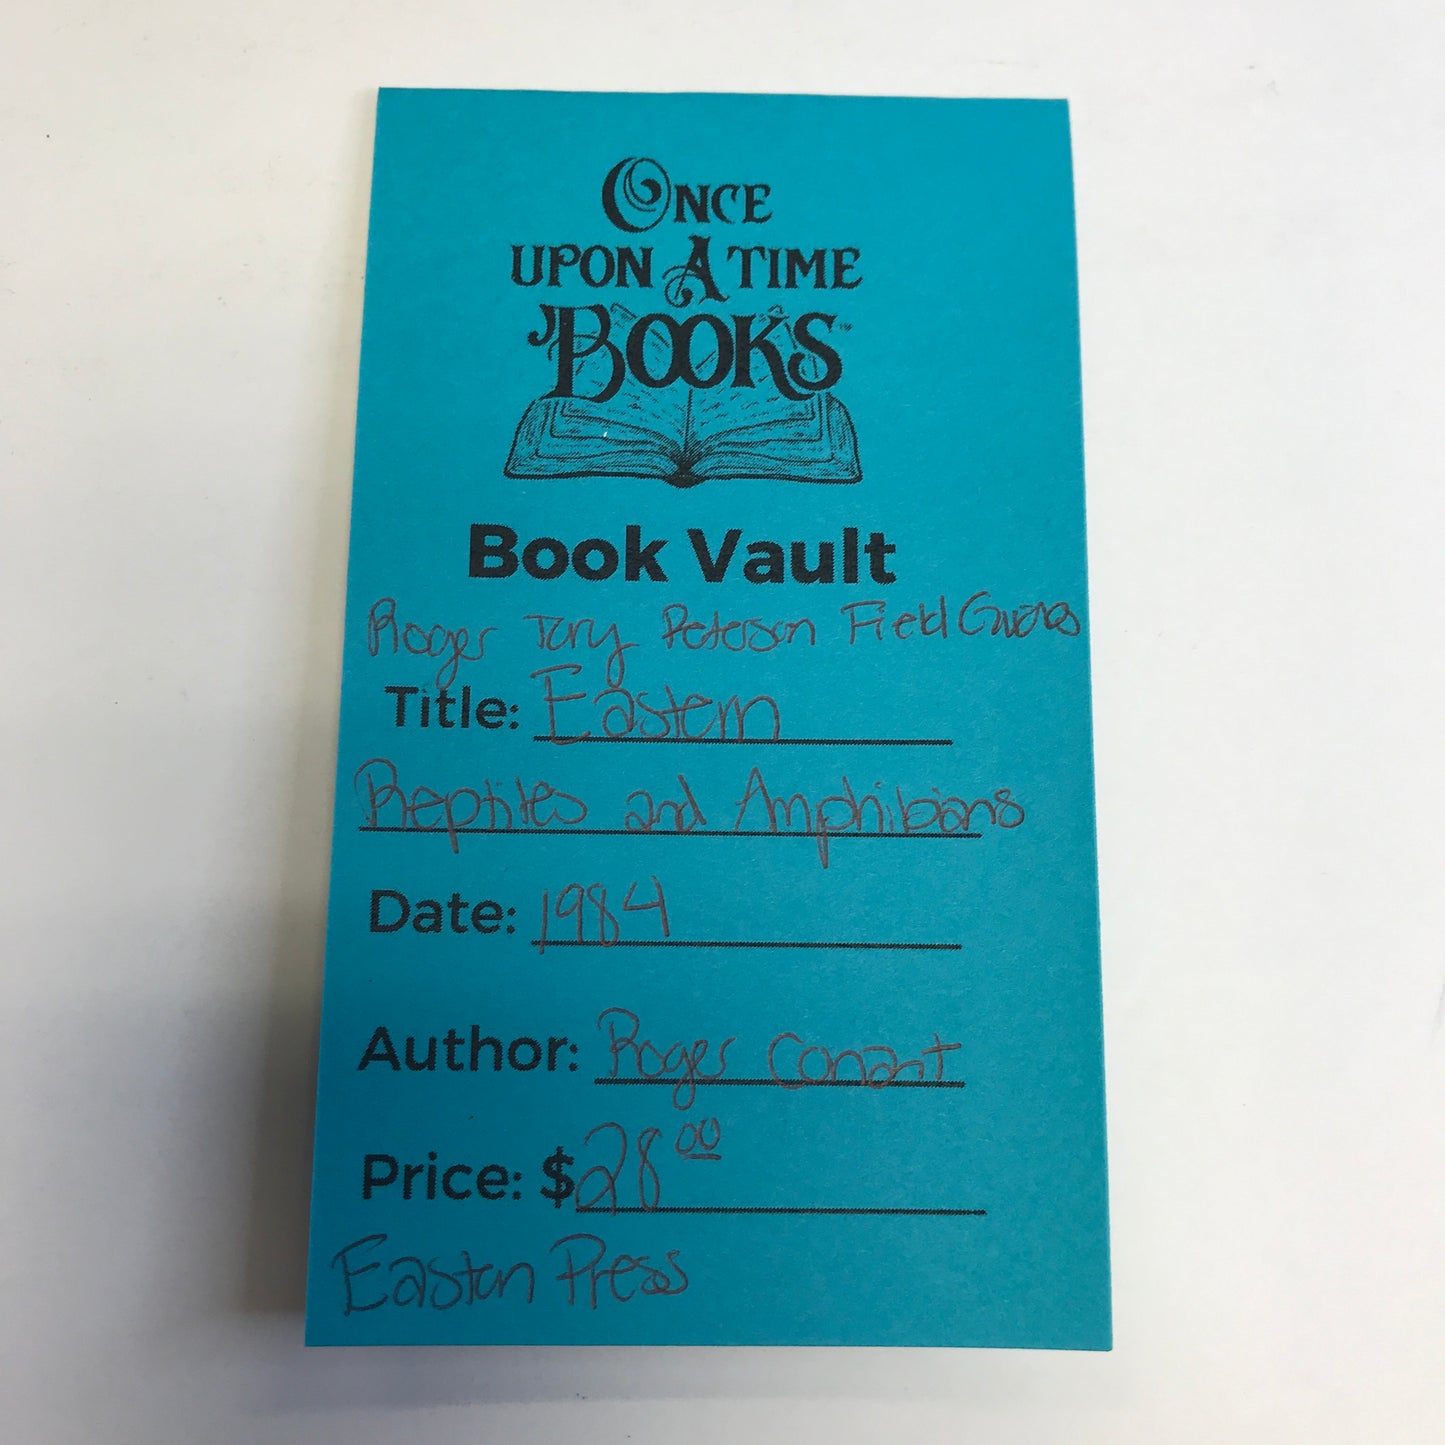 ONCE
UPON A TIME
BOOKS™
Book Vault
Roger Tory Peterson Field Guides
Title: Eastern
Reptiles and Amphibians
Date: 1984
Author: Roger Conant
Price: $28.00
Easton Press